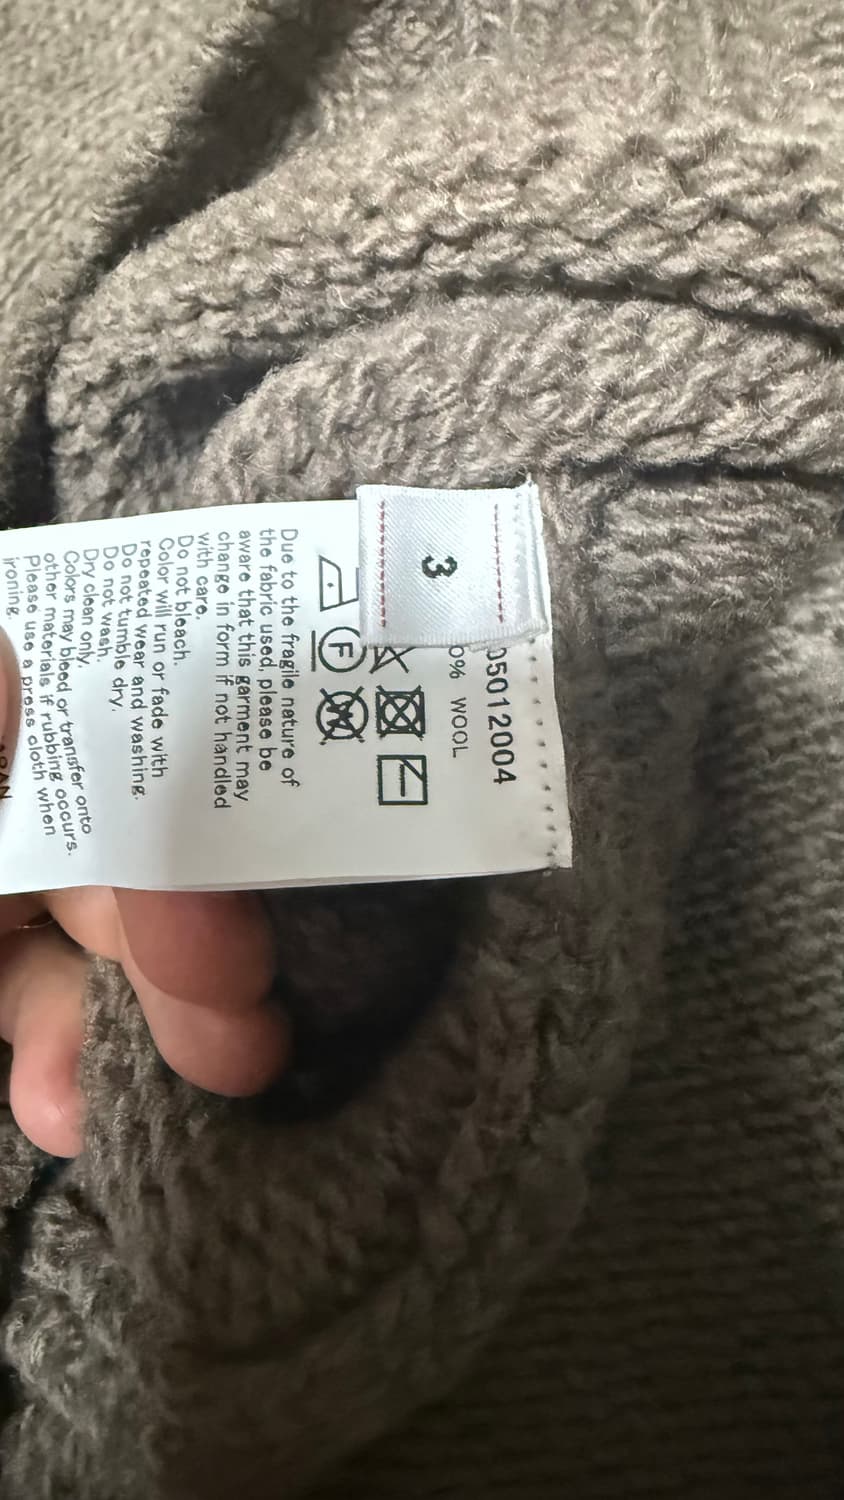 3
05012004
0% WOOL
F
W
Due to the fragile nature of
the fabric used, please be
aware that this garment may
change in form if not handled
with care.
Do not bleach.
Color will run or fade with
repeated wear and washing.
Do not tumble dry.
Do not wash.
Dry clean only.
Colors may bleed or transfer onto
other materials if rubbing occurs.
Please use a press cloth when
ironing.